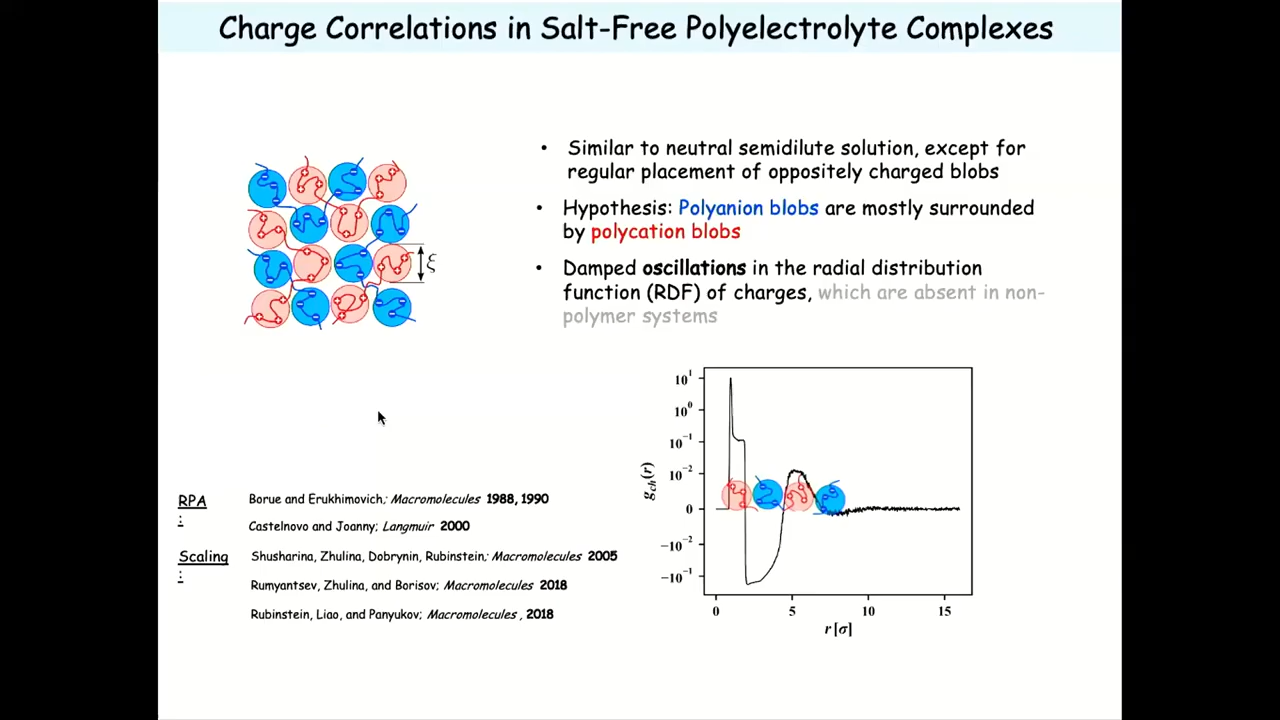 Charge Correlations in Salt-Free Polyelectrolyte Complexes
• Similar to neutral semidilute solution, except for
regular placement of oppositely charged blobs
• Hypothesis: Polyanion blobs are mostly surrounded
by polycation blobs
• Damped oscillations in the radial distribution
function (RDF) of charges, which are absent in non-
polymer systems
ξ
RPA
:
Borue and Erukhimovich; Macromolecules 1988, 1990
Castelnovo and Joanny; Langmuir 2000
Scaling
:
Shusharina, Zhulina, Dobrynin, Rubinstein; Macromolecules 2005
Rumyantsev, Zhulina, and Borisov; Macromolecules 2018
Rubinstein, Liao, and Panyukov; Macromolecules , 2018
g_ch(r)
10¹
10⁰
10⁻¹
10⁻²
0
−10⁻²
−10⁻¹
0 5 10 15
r [σ]